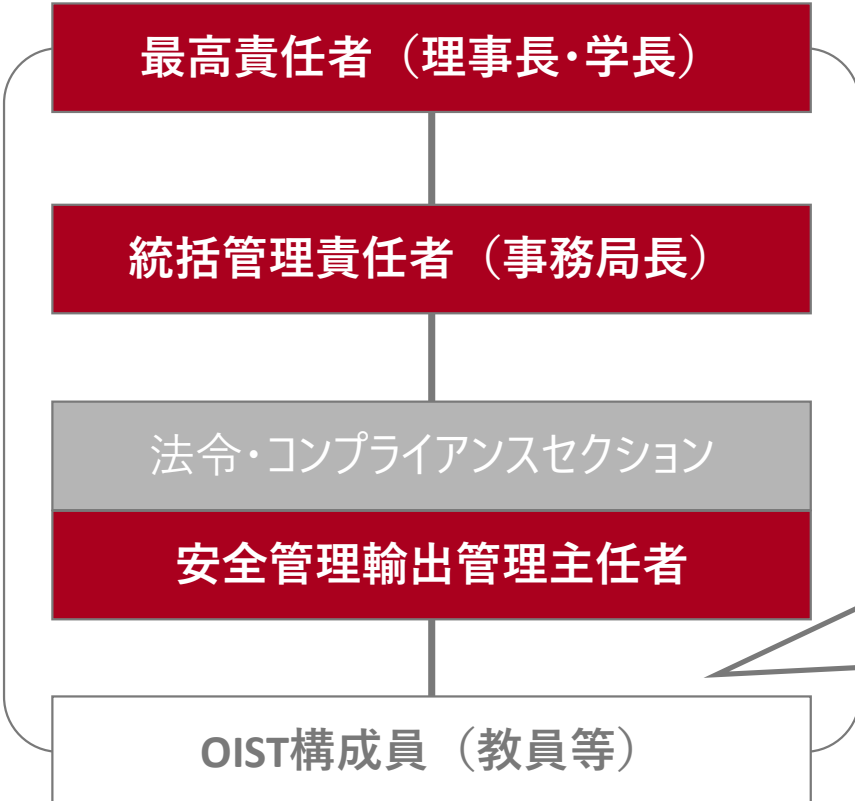 最高責任者（理事長・学長）
統括管理責任者（事務局長）
法令・コンプライアンスセクション
安全管理輸出管理主任者
OIST構成員（教員等）